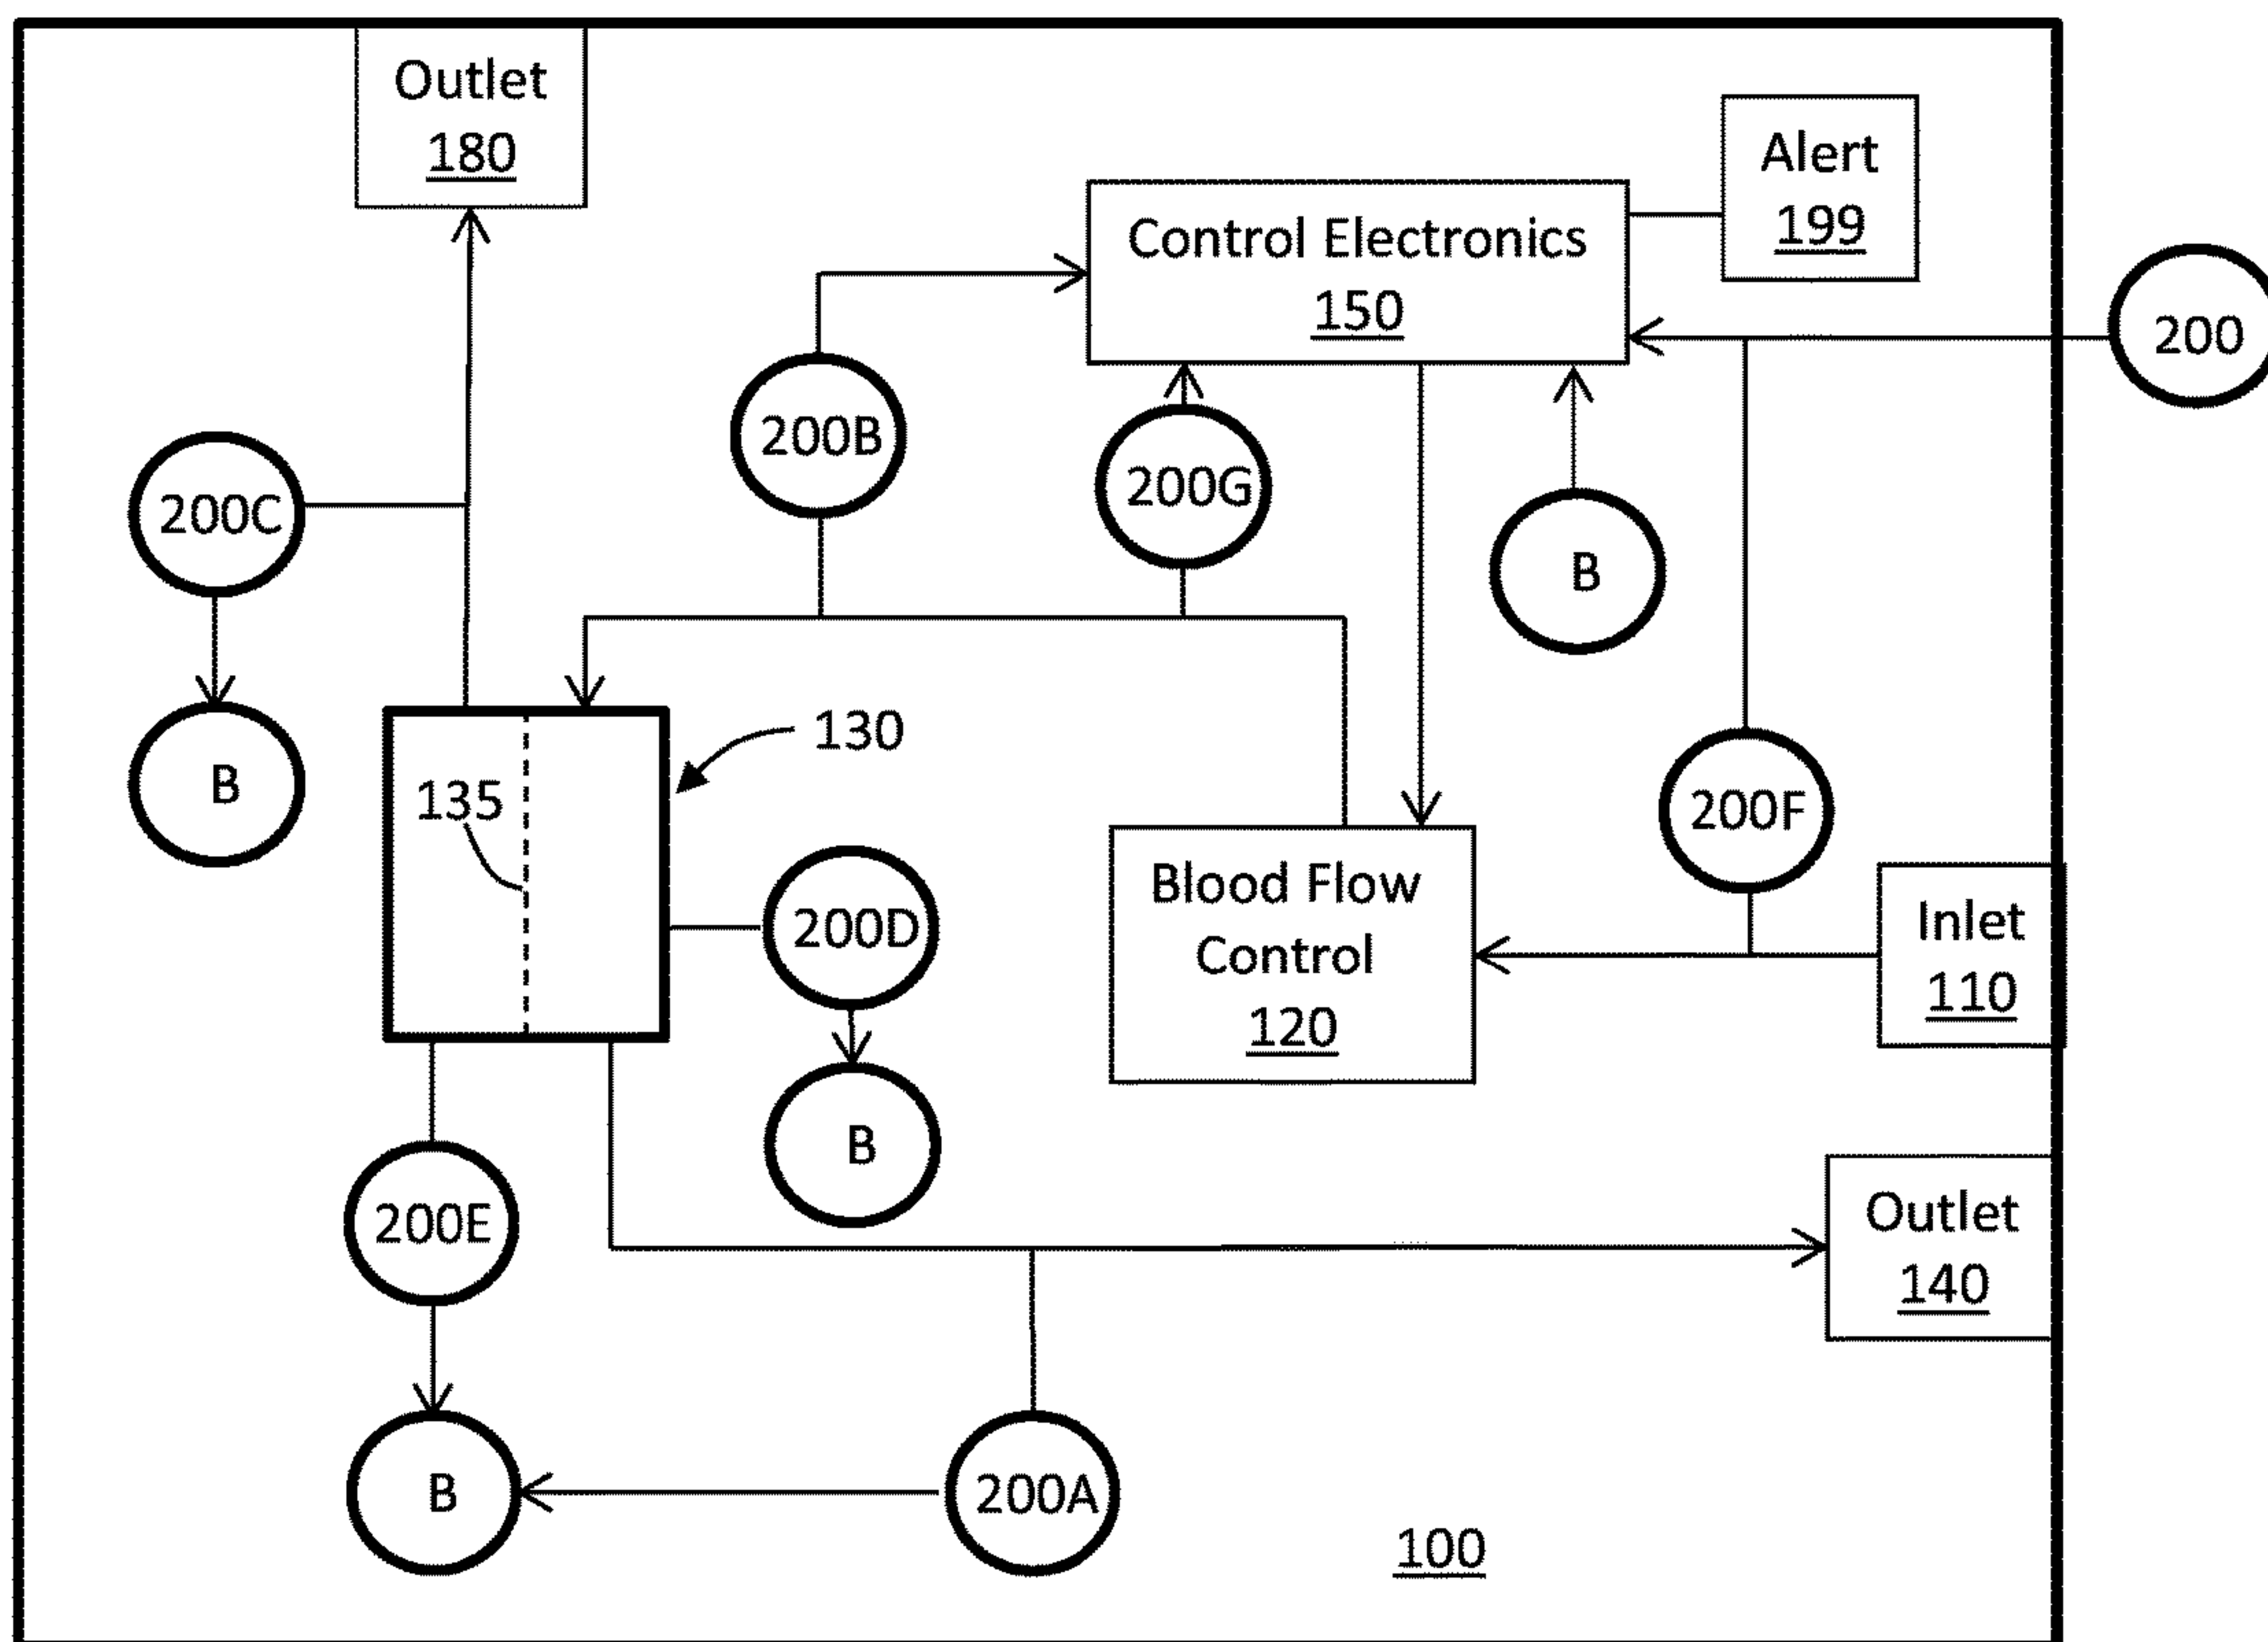 Outlet
180
Alert
199
Control Electronics
150
200
200B
200G
200C
B
130
B
135
200F
Blood Flow
Control
120
200D
Inlet
110
B
200E
Outlet
140
B
200A
100